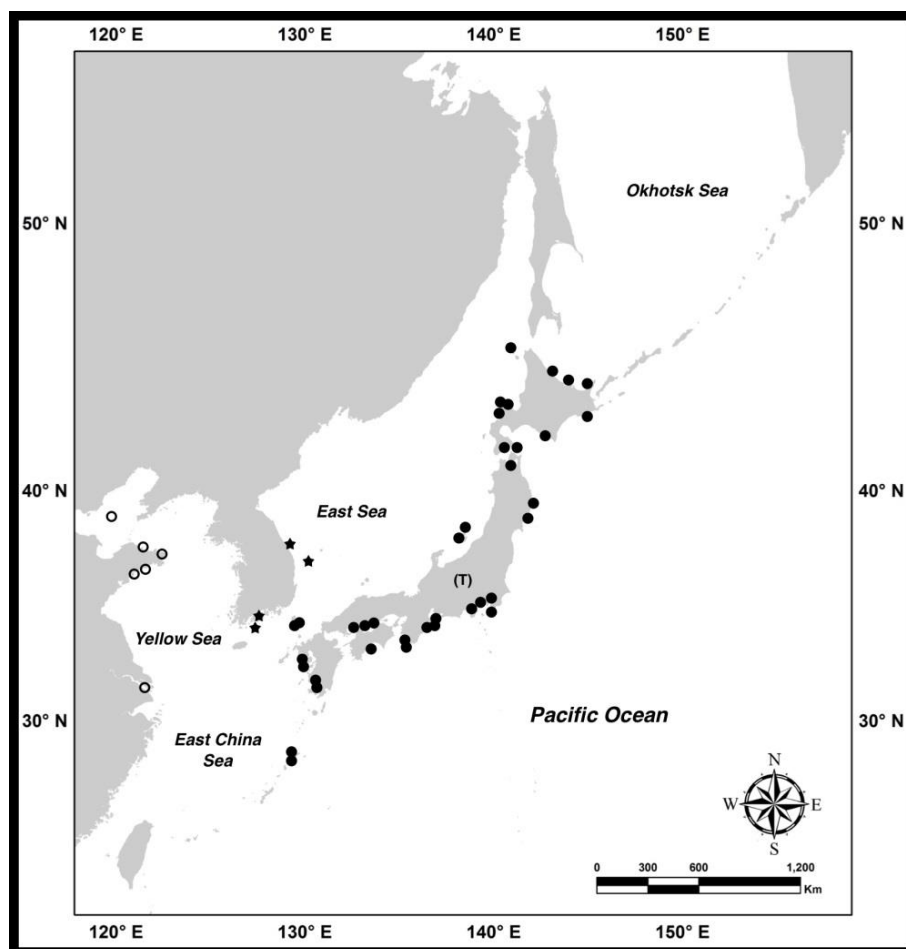 120° E 130° E 140° E 150° E
Okhotsk Sea
50° N 50° N
40° N 40° N
East Sea
(T)
Yellow Sea
30° N 30° N
Pacific Ocean
East China
Sea
N
W E
S
0 300 600 1,200
Km
120° E 130° E 140° E 150° E